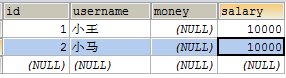 id username money salary
1 小王 (NULL) 10000
2 小马 (NULL) 10000
(NULL) (NULL) (NULL) (NULL)